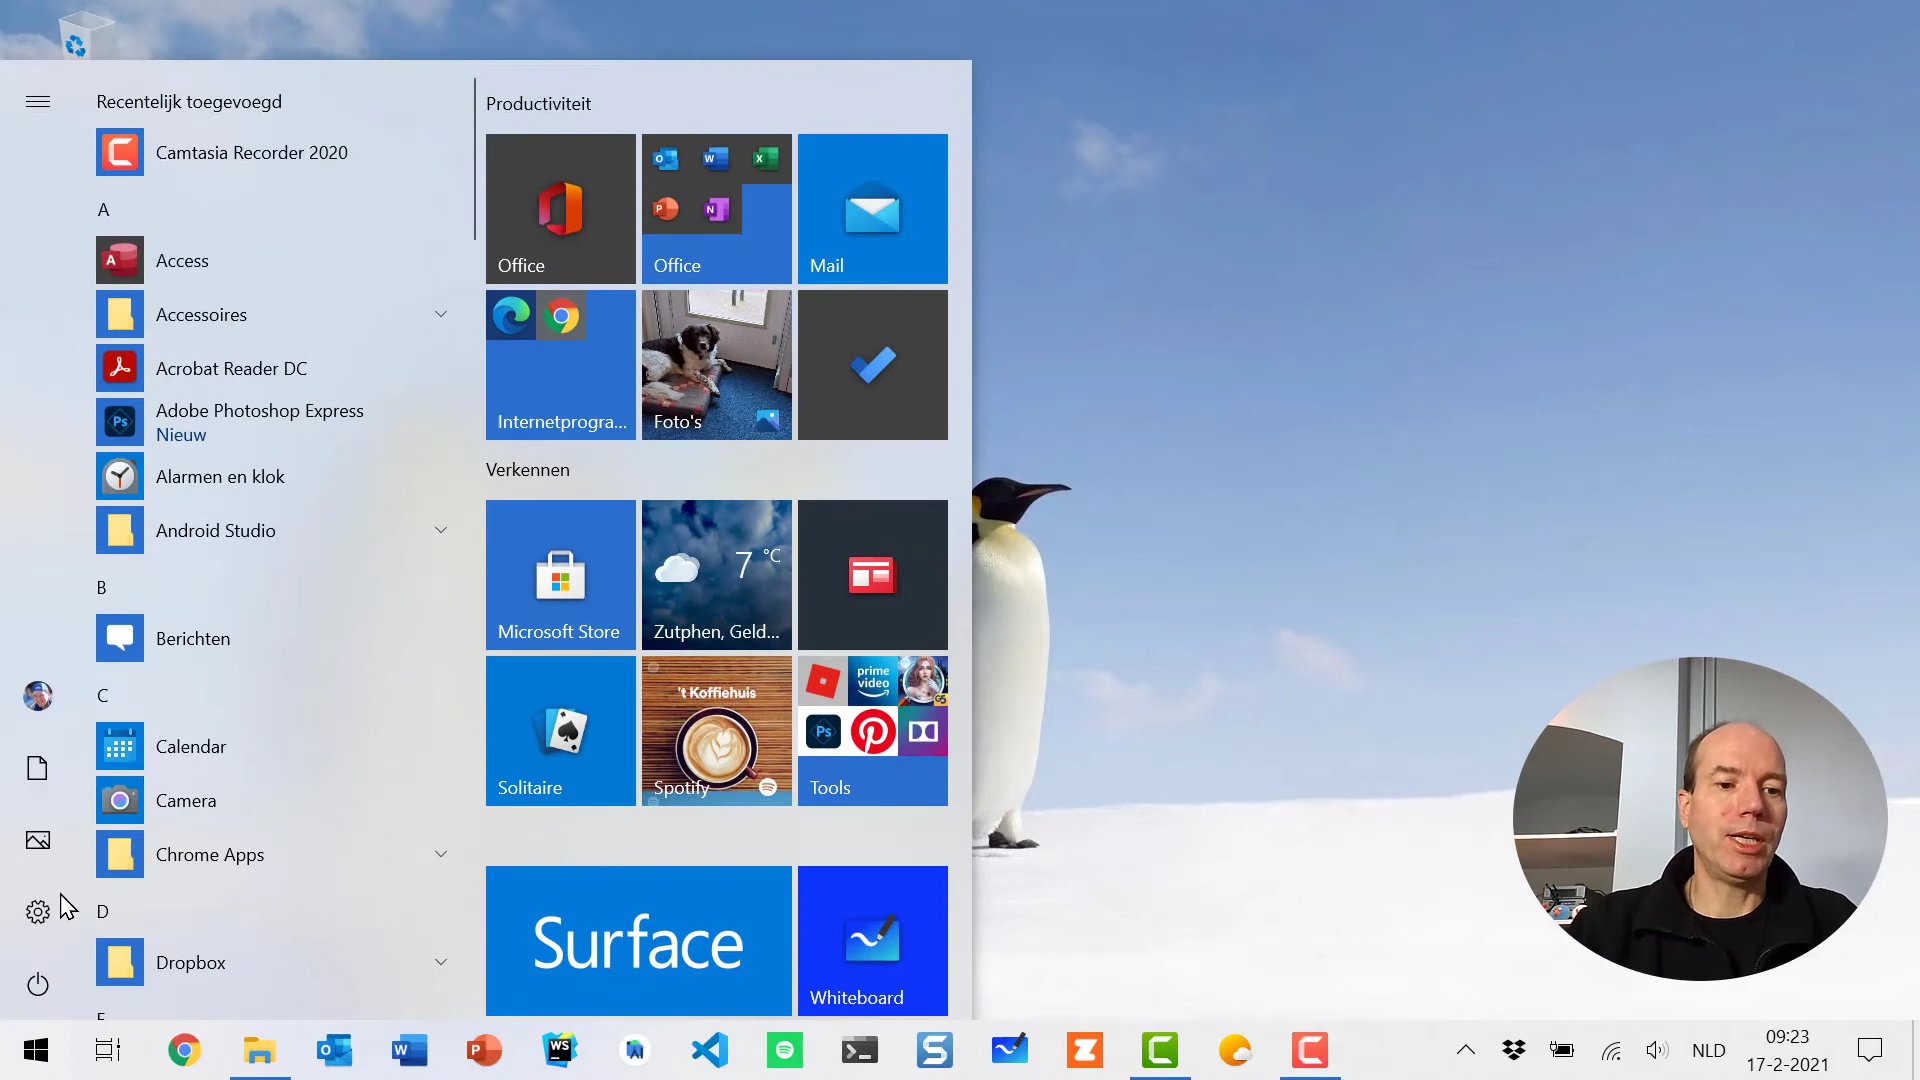 Recentelijk toegevoegd
Camtasia Recorder 2020
A
Access
Accessoires
Acrobat Reader DC
Adobe Photoshop Express
Nieuw
Alarmen en klok
Android Studio
B
Berichten
C
Calendar
Camera
Chrome Apps
D
Dropbox
Productiviteit
Office
Office
Mail
Internetprogra...
Foto's
Verkennen
Microsoft Store
7 °C
Zutphen, Geld...
Solitaire
't Koffiehuis
Spotify
prime
video
Ps
Tools
Surface
Whiteboard
NLD
09:23
17-2-2021